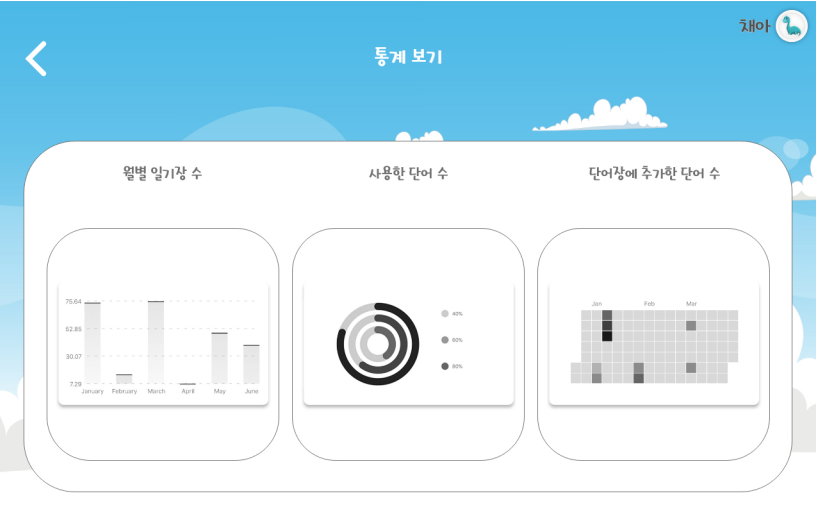 채아
통계 보기
월별 일기장 수
사용한 단어 수
단어장에 추가한 단어 수
75.64
52.85
30.07
7.29
January February March April May June
40%
60%
80%
Jan Feb Mar